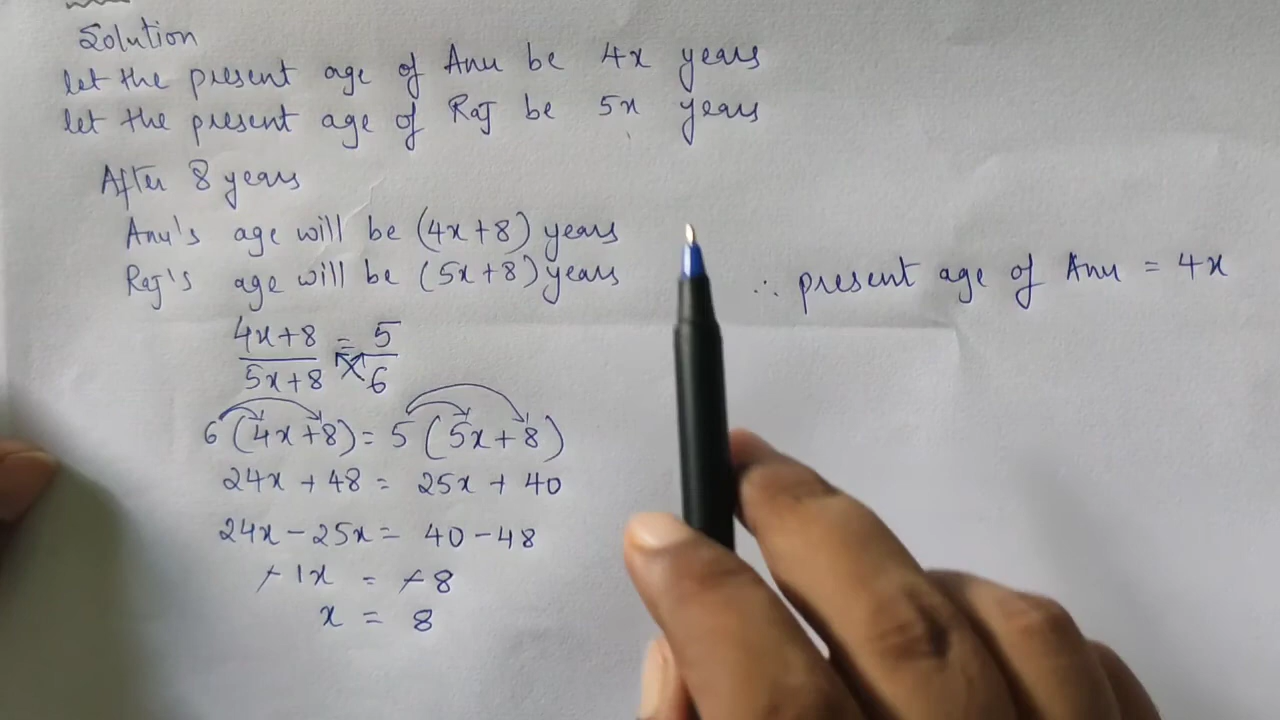 Solution
let the present age of Anu be 4x years
let the present age of Raj be 5x years
After 8 years
Anu's age will be (4x+8) years
Raj's age will be (5x+8) years
4x+8 = 5
5x+8 6
6(4x+8) = 5(5x+8)
24x + 48 = 25x + 40
24x - 25x = 40 - 48
-1x = -8
x = 8
∴ present age of Anu = 4x